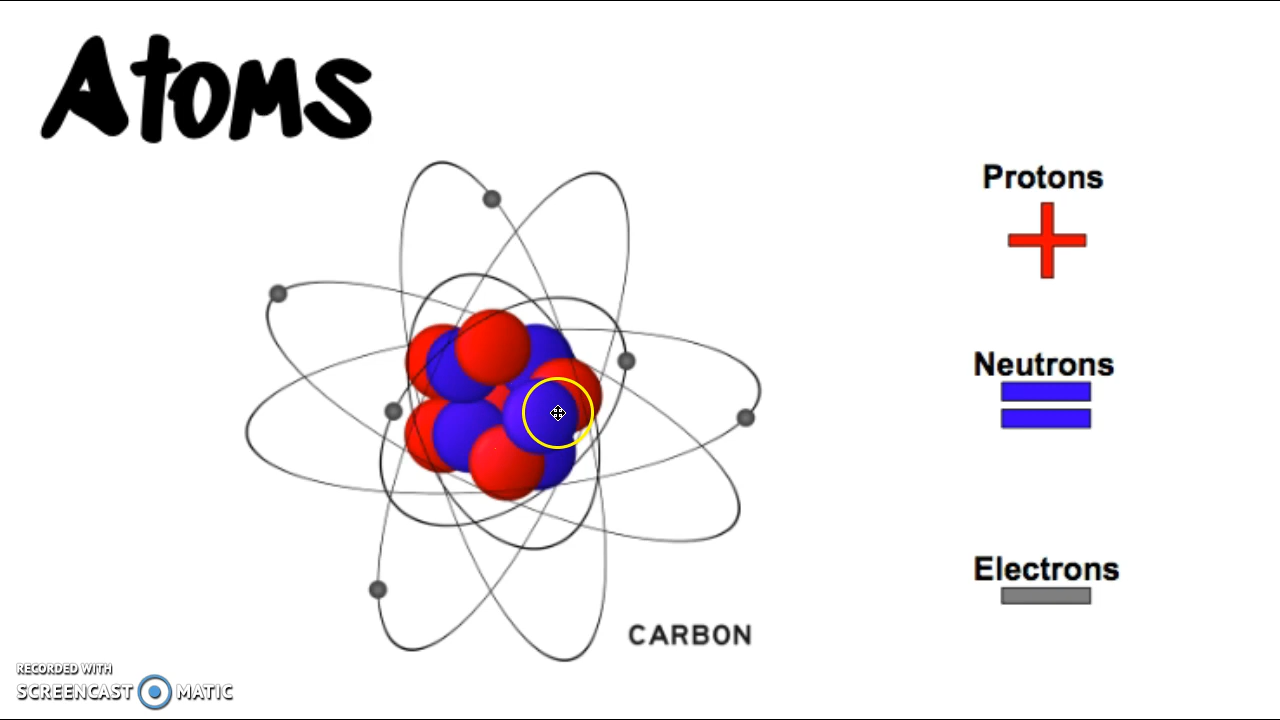 Atoms
Protons
Neutrons
Electrons
CARBON
RECORDED WITH
SCREENCAST MATIC